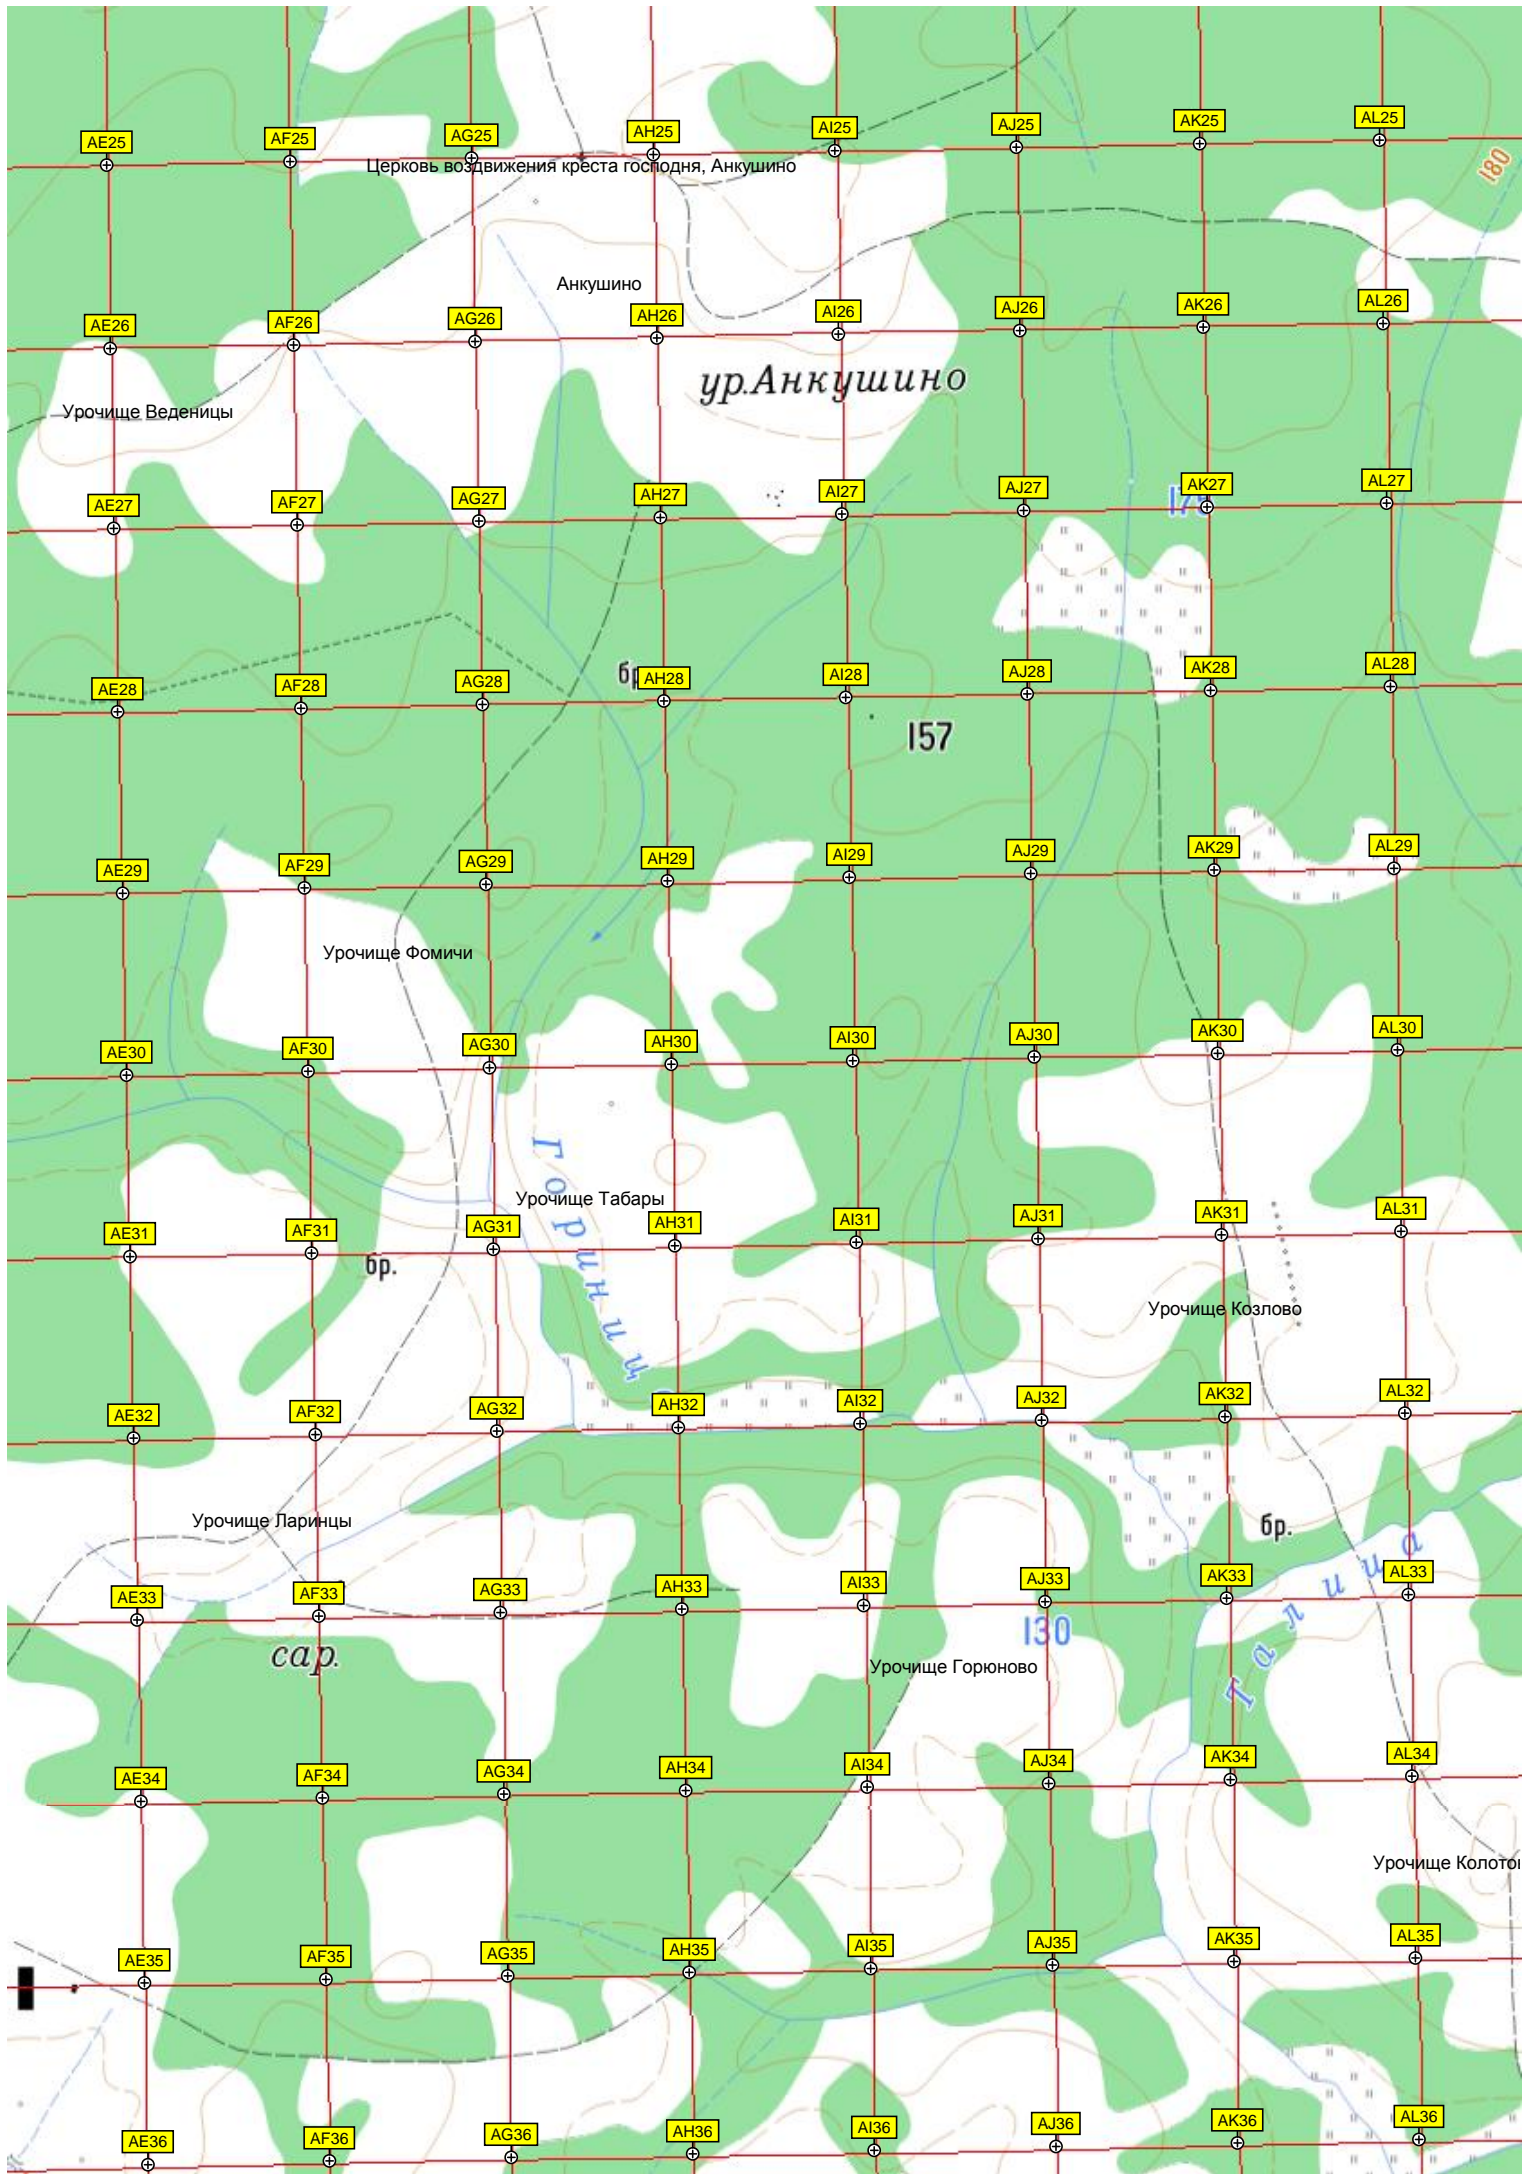 AE25 AF25 AG25 AH25 AI25 AJ25 AK25 AL25
Церковь воздвижения креста господня, Анкушино
180
Анкушино
AE26 AF26 AG26 AH26 AI26 AJ26 AK26 AL26
ур.Анкушино
Урочище Веденицы
AE27 AF27 AG27 AH27 AI27 AJ27 AK27 AL27
AE28 AF28 AG28 AH28 AI28 AJ28 AK28 AL28
157
AE29 AF29 AG29 AH29 AI29 AJ29 AK29 AL29
Урочище Фомичи
AE30 AF30 AG30 AH30 AI30 AJ30 AK30 AL30
Горинц
Урочище Табары
AE31 AF31 AG31 AH31 AI31 AJ31 AK31 AL31
бр.
Урочище Козлово
AE32 AF32 AG32 AH32 AI32 AJ32 AK32 AL32
Урочище Ларинцы
бр.
Талица
AE33 AF33 AG33 AH33 AI33 AJ33 AK33 AL33
130
сар.
Урочище Горюново
AE34 AF34 AG34 AH34 AI34 AJ34 AK34 AL34
Урочище
AE35 AF35 AG35 AH35 AI35 AJ35 AK35 AL35
AE36 AF36 AG36 AH36 AI36 AJ36 AK36 AL36